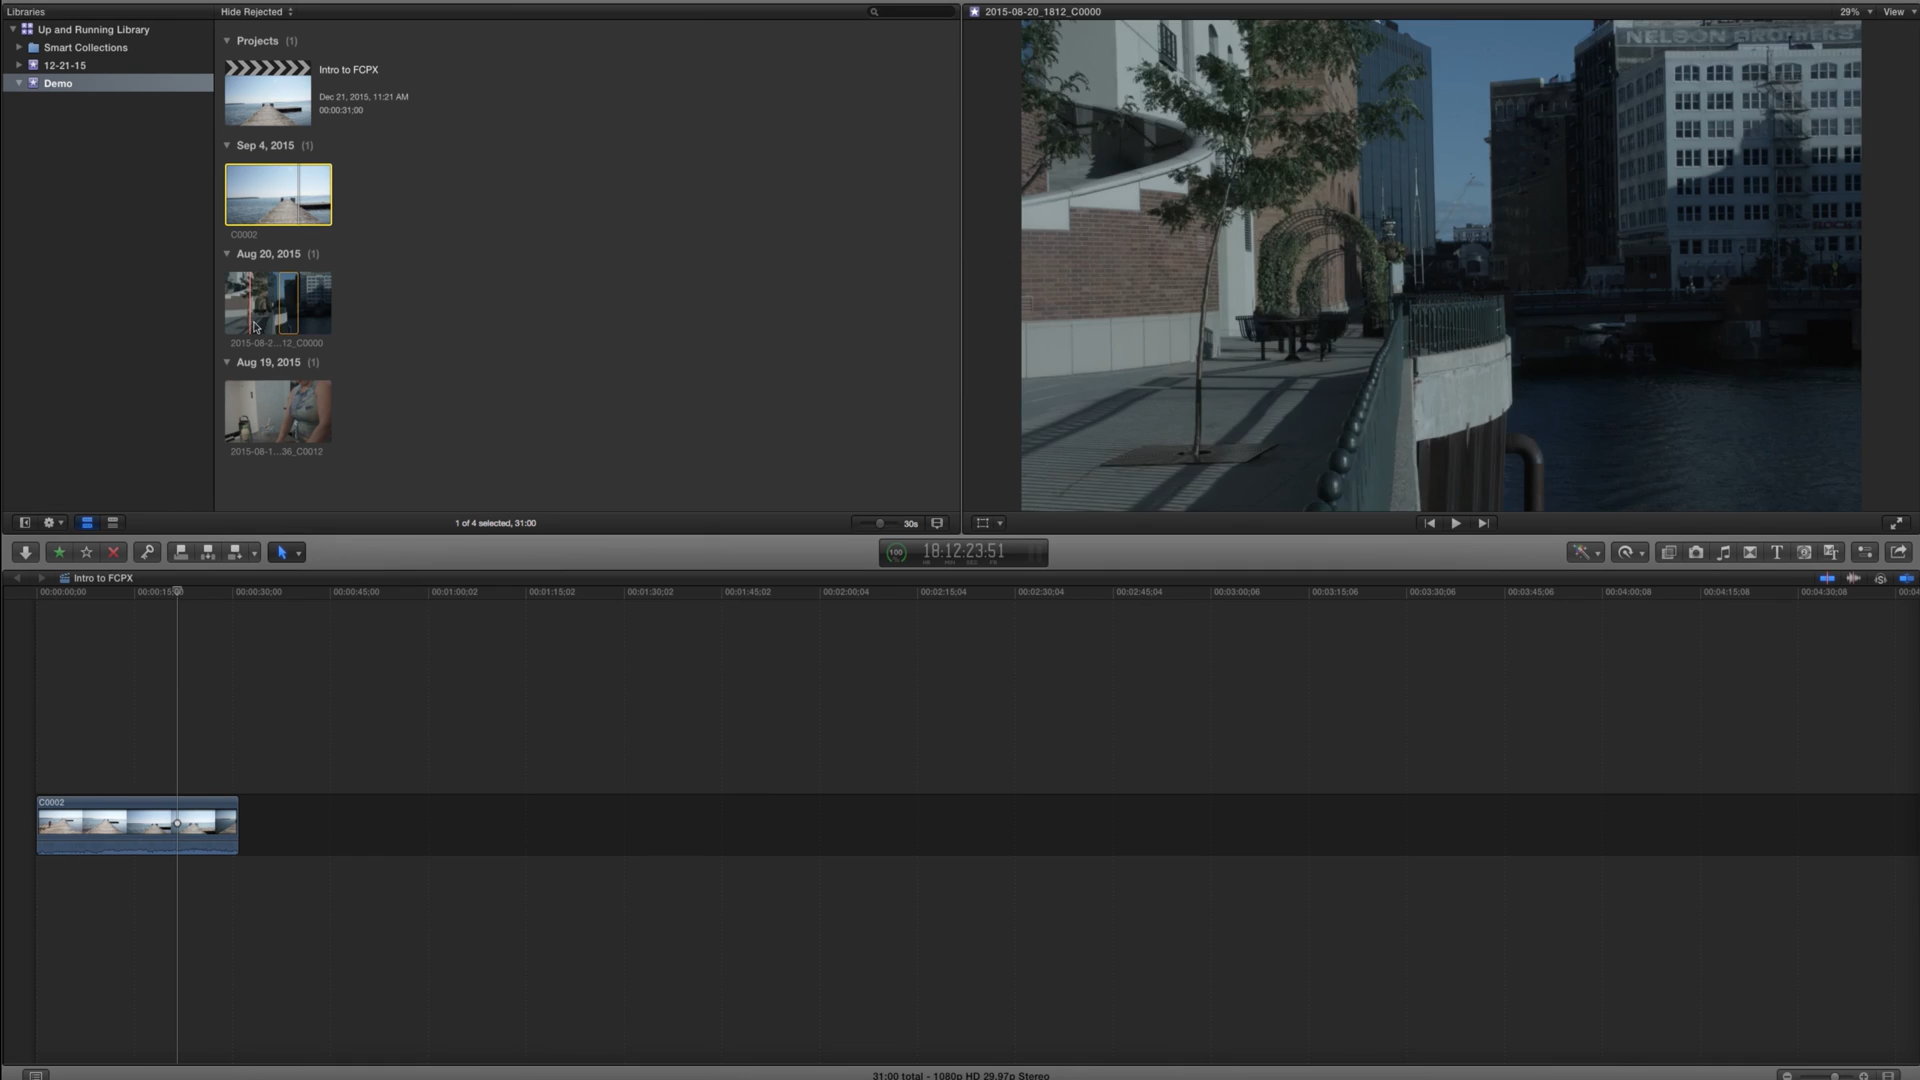 Libraries
Hide Rejected
2015-08-20_1812_C0000
29%
View
Up and Running Library
Smart Collections
12-21-15
Demo
Projects (1)
Intro to FCPX
Dec 21, 2015, 11:21 AM
00:00:31;00
Sep 4, 2015 (1)
C0002
Aug 20, 2015 (1)
2015-08-2...12_C0000
Aug 19, 2015 (1)
2015-08-1...36_C0012
NELSON BROTHERS
1 of 4 selected, 31:00
30s
100
18:12:23:51
HR MIN SEC FR
Intro to FCPX
00:00:00;00
00:00:15;00
00:00:30;00
00:00:45;00
00:01:00;02
00:01:15;02
00:01:30;02
00:01:45;02
00:02:00;04
00:02:15;04
00:02:30;04
00:02:45;04
00:03:00;06
00:03:15;06
00:03:30;06
00:03:45;06
00:04:00;08
00:04:15;08
00:04:30;08
00:04
C0002
31:00 total - 1080p HD 29.97p Stereo